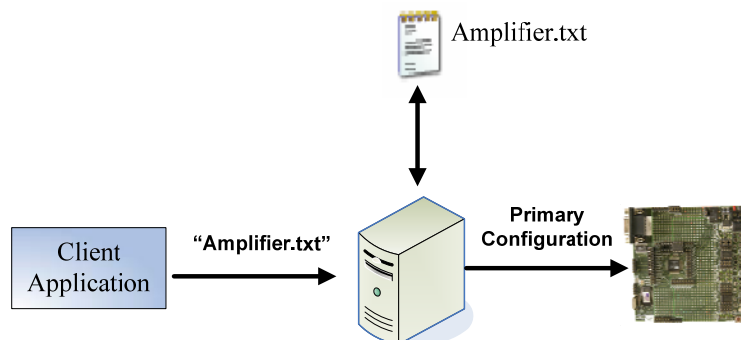 Amplifier.txt
Client
Application
“Amplifier.txt”
Primary
Configuration